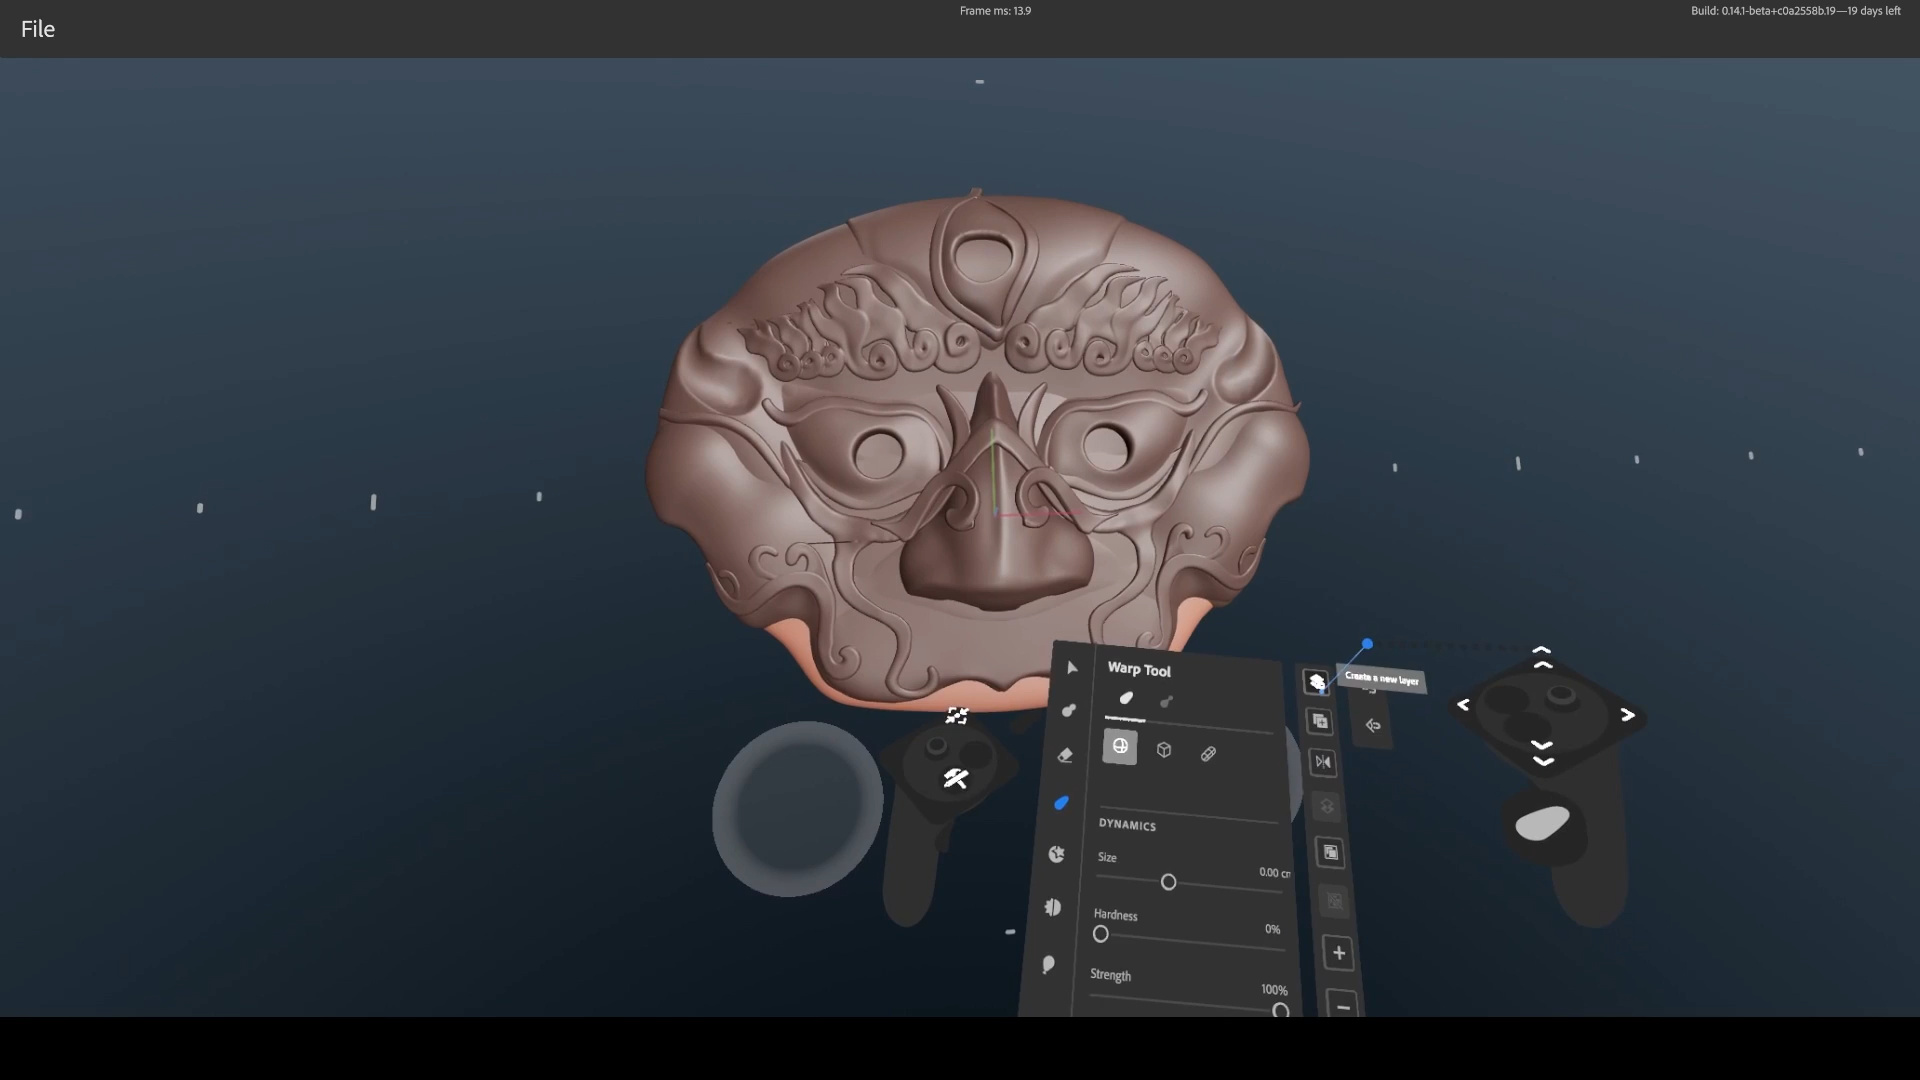 File
Frame ms: 13.9
Build: 0.14.1-beta+c0a2558b.19—19 days left
Warp Tool
Create a new layer
DYNAMICS
Size
0.00 cm
Hardness
0%
Strength
100%